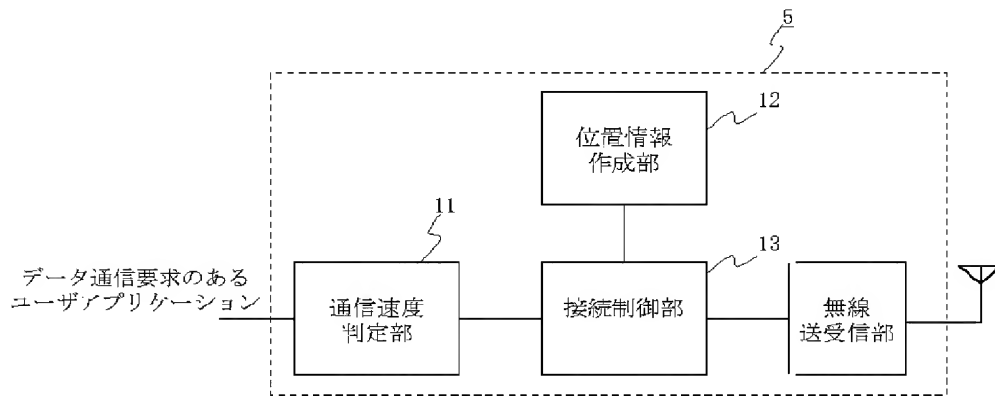 5
12
位置情報
作成部
11
13
データ通信要求のある
ユーザアプリケーション
通信速度
判定部
接続制御部
無線
送受信部